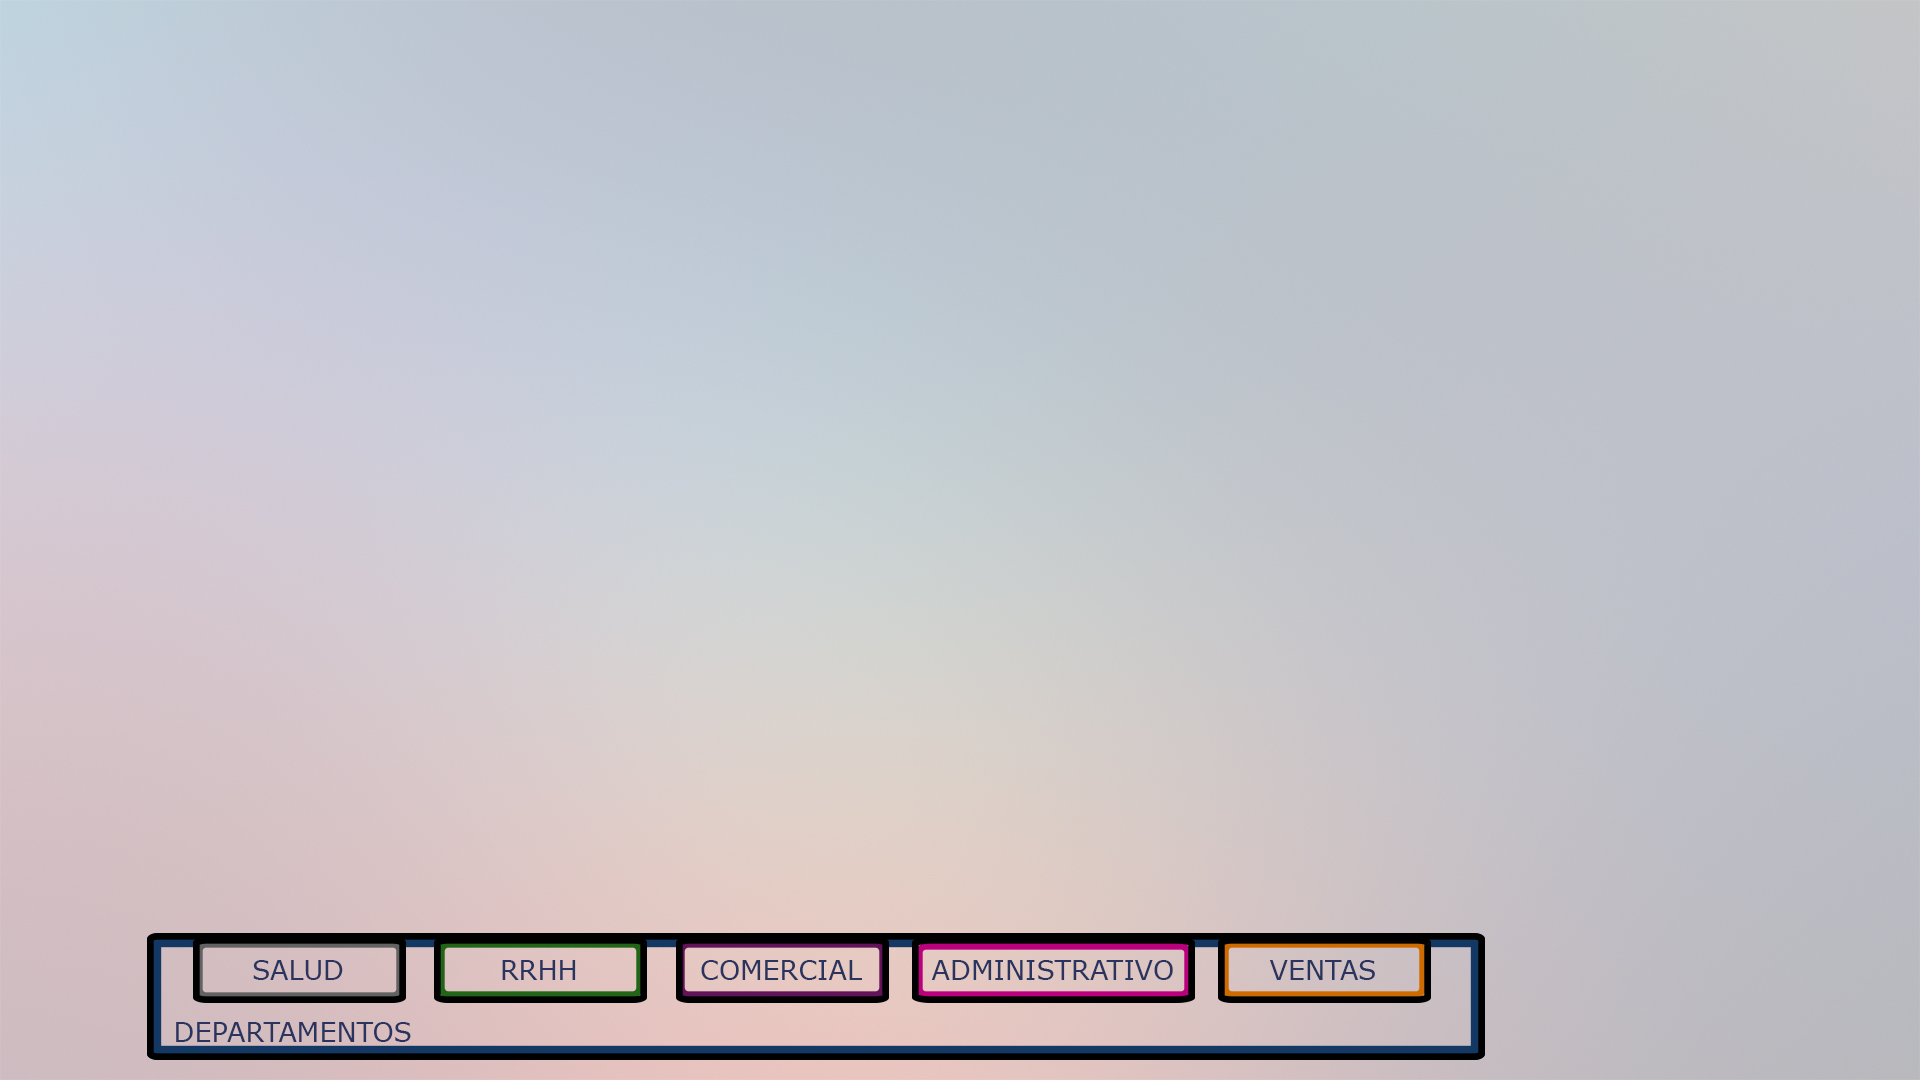 SALUD
RRHH
COMERCIAL
ADMINISTRATIVO
VENTAS
DEPARTAMENTOS